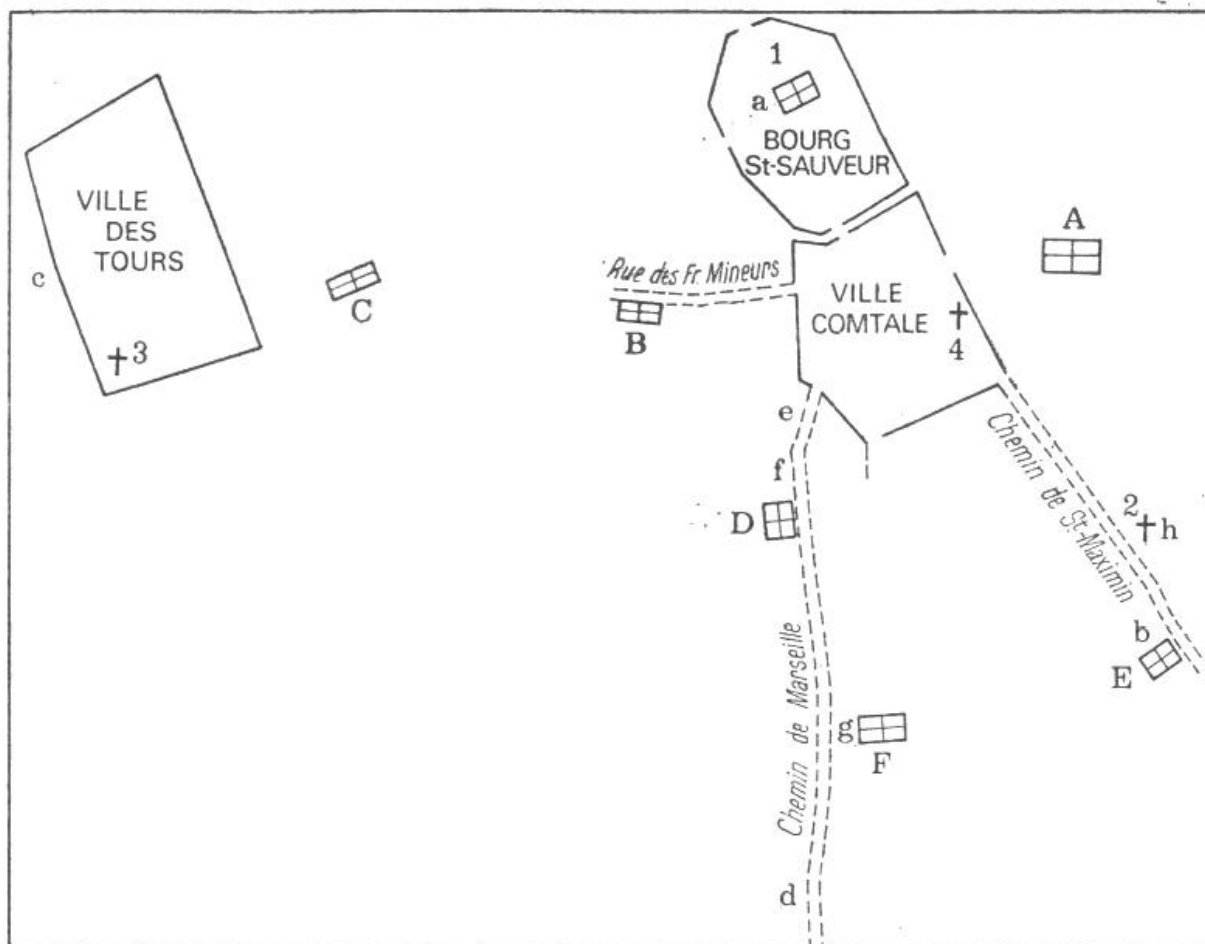 1
a
BOURG
St-SAUVEUR
VILLE
DES
TOURS
c
3
C
A
Rue des Fr. Mineurs
B
VILLE
COMTALE
4
e
f
D
Chemin de St-Maximin
2
h
b
E
Chemin de Marseille
g
F
d